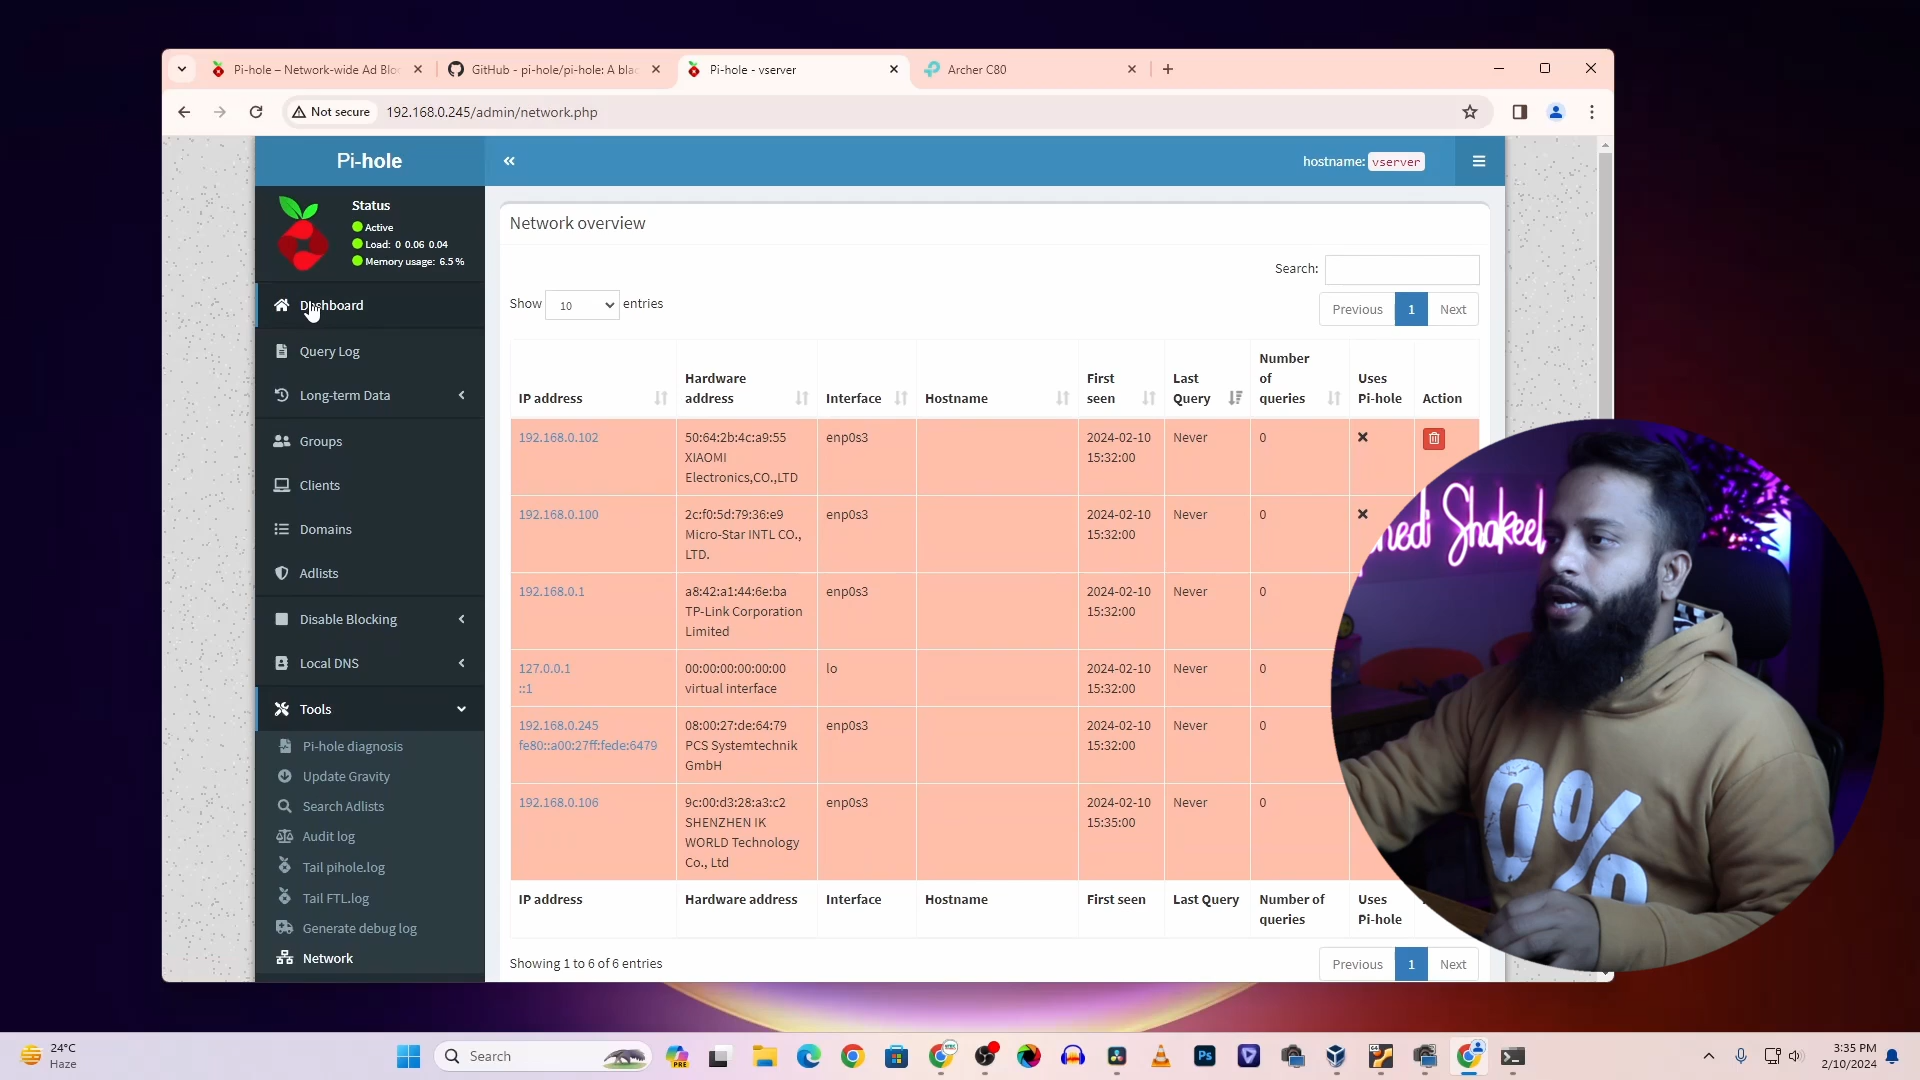 Pi-hole – Network-wide Ad Bloc
GitHub - pi-hole/pi-hole: A blac
Pi-hole - vserver
Archer C80
Not secure
192.168.0.245/admin/network.php
Pi-hole
hostname: vserver
Status
Active
Load: 0 0.06 0.04
Memory usage: 6.5 %
Dashboard
Query Log
Long-term Data
Groups
Clients
Domains
Adlists
Disable Blocking
Local DNS
Tools
Pi-hole diagnosis
Update Gravity
Search Adlists
Audit log
Tail pihole.log
Tail FTL.log
Generate debug log
Network
Network overview
Search:
Show 10 entries
Previous 1 Next
IP address
Hardware
address
Interface
Hostname
First
seen
Last
Query
Number
of
queries
Uses
Pi-hole
Action
192.168.0.102
50:64:2b:4c:a9:55
XIAOMI
Electronics,CO.,LTD
enp0s3
2024-02-10
15:32:00
Never
0
192.168.0.100
2c:f0:5d:79:36:e9
Micro-Star INTL CO.,
LTD.
enp0s3
2024-02-10
15:32:00
Never
0
192.168.0.1
a8:42:a1:44:6e:ba
TP-Link Corporation
Limited
enp0s3
2024-02-10
15:32:00
Never
0
127.0.0.1
::1
00:00:00:00:00:00
virtual interface
lo
2024-02-10
15:32:00
Never
0
192.168.0.245
fe80::a00:27ff:fede:6479
08:00:27:de:64:79
PCS Systemtechnik
GmbH
enp0s3
2024-02-10
15:32:00
Never
0
192.168.0.106
9c:00:d3:28:a3:c2
SHENZHEN IK
WORLD Technology
Co., Ltd
enp0s3
2024-02-10
15:35:00
Never
0
IP address
Hardware address
Interface
Hostname
First seen
Last Query
Number of
queries
Uses
Pi-hole
Showing 1 to 6 of 6 entries
Previous 1 Next
hedi Shakeel
0%
24°C
Haze
Search
PRE
Ps
3:35 PM
2/10/2024